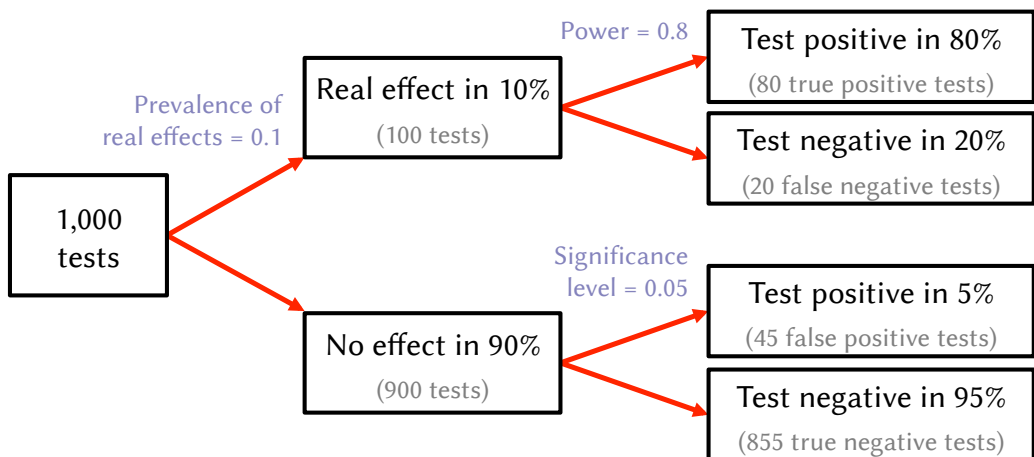 1,000
tests
Prevalence of
real effects = 0.1
Real effect in 10%
(100 tests)
Power = 0.8
Test positive in 80%
(80 true positive tests)
Test negative in 20%
(20 false negative tests)
No effect in 90%
(900 tests)
Significance
level = 0.05
Test positive in 5%
(45 false positive tests)
Test negative in 95%
(855 true negative tests)